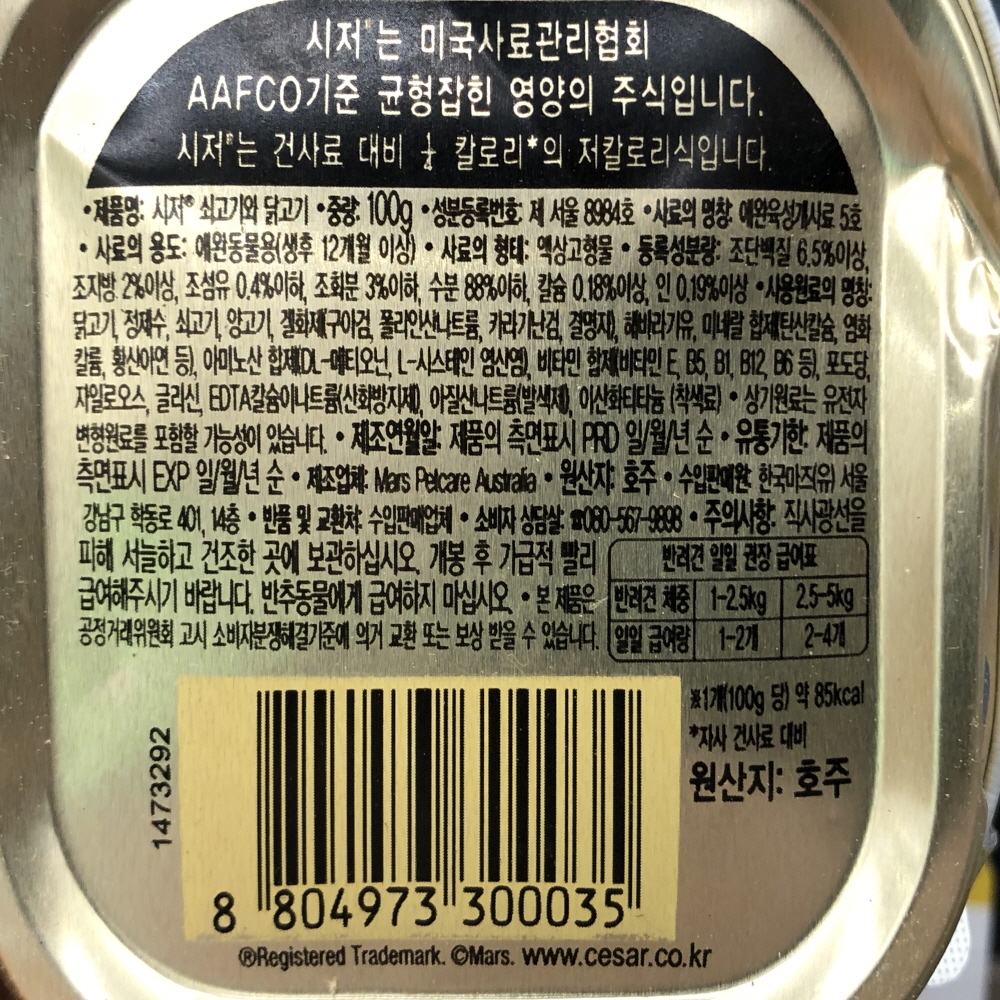 시저®는 미국사료관리협회
AAFCO기준 균형잡힌 영양의 주식입니다.
시저®는 건사료 대비 ¼ 칼로리*의 저칼로리식입니다.
•제품명: 시저® 쇠고기와 닭고기 •중량: 100g •성분등록번호: 제 서울 8984호 •사료의 명칭: 애완육성개사료 5호
• 사료의 용도: 애완동물용(생후 12개월 이상) • 사료의 형태: 액상고형물 • 등록성분량: 조단백질 6.5%이상,
조지방 2%이상, 조섬유 0.4%이하, 조회분 3%이하, 수분 88%이하, 칼슘 0.18%이상, 인 0.19%이상 •사용원료의 명칭:
닭고기, 정제수, 쇠고기, 양고기, 겔화제(구아검, 폴리인산나트륨, 카라기난검, 결명자), 해바라기유, 미네랄 합제(탄산칼슘, 염화
칼륨, 황산아연 등), 아미노산 합제(DL-메티오닌, L-시스테인 염산염), 비타민 합제(비타민 E, B5, B1, B12, B6 등), 포도당,
자일로오스, 글리신, EDTA칼슘이나트륨(산화방지제), 아질산나트륨(발색제), 이산화티타늄 (착색료) • 상기원료는 유전자
변형원료를 포함할 가능성이 있습니다. • 제조연월일: 제품의 측면표시 PRD 일/월/년 순 • 유통기한: 제품의
측면표시 EXP 일/월/년 순 • 제조업체: Mars Petcare Australia • 원산지: 호주 • 수입판매원: 한국마즈(유) 서울
강남구 학동로 401, 14층 • 반품 및 교환처: 수입판매업체 • 소비자 상담실: ☎080-567-9898 • 주의사항: 직사광선을
피해 서늘하고 건조한 곳에 보관하십시오. 개봉 후 가급적 빨리
급여해주시기 바랍니다. 반추동물에게 급여하지 마십시오. • 본 제품은
공정거래위원회 고시 소비자분쟁해결기준에 의거 교환 또는 보상 받을 수 있습니다.
반려견 일일 권장 급여표
반려견 체중 1-2.5kg 2.5-5kg
일일 급여량 1-2개 2-4개
※1개(100g 당) 약 85kcal
*자사 건사료 대비
원산지: 호주
1473292
8 804973 300035
®Registered Trademark. ©Mars. www.cesar.co.kr